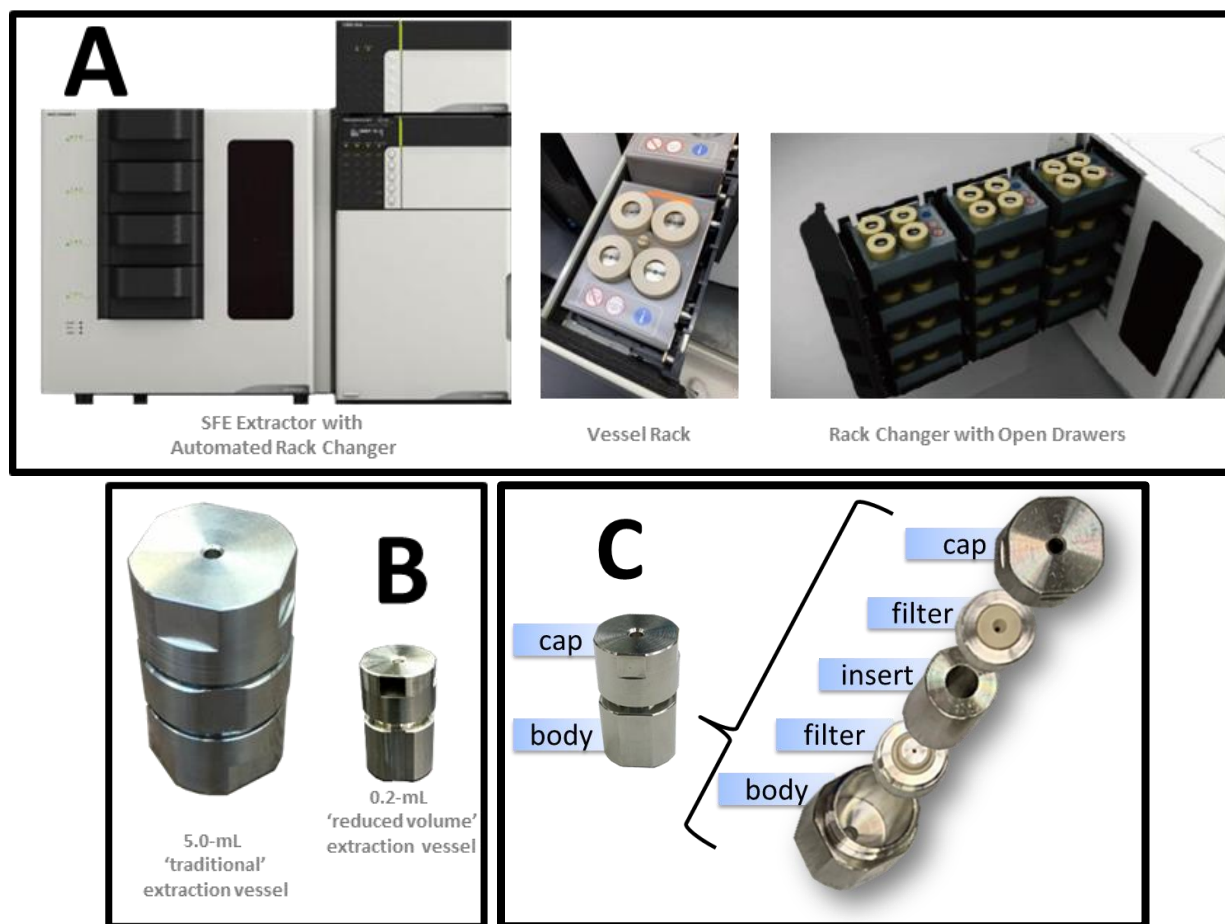 A
SFE Extractor with
Automated Rack Changer
Vessel Rack
Rack Changer with Open Drawers
B
5.0-mL
‘traditional’
extraction vessel
0.2-mL
‘reduced volume’
extraction vessel
C
cap
body
cap
filter
insert
filter
body